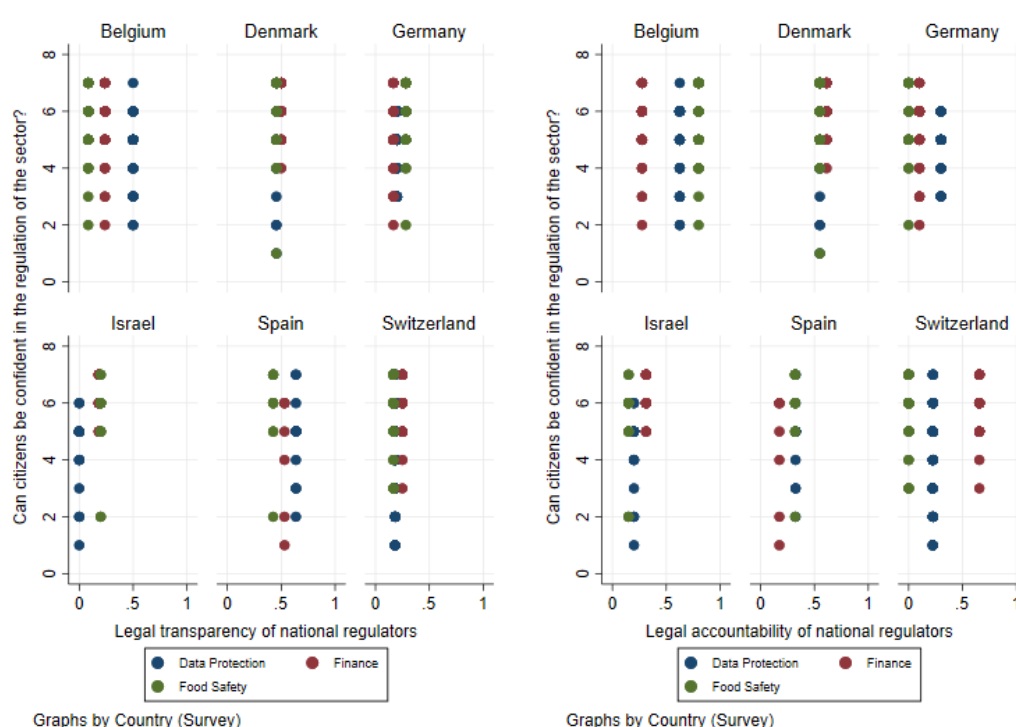 Belgium
Denmark
Germany
8
6
4
2
0
Israel
Spain
Switzerland
8
6
4
2
0
0 .5 1
0 .5 1
0 .5 1
Can citizens be confident in the regulation of the sector?
Legal transparency of national regulators
Data Protection
Finance
Food Safety
Graphs by Country (Survey)
Belgium
Denmark
Germany
8
6
4
2
0
Israel
Spain
Switzerland
8
6
4
2
0
0 .5 1
0 .5 1
0 .5 1
Can citizens be confident in the regulation of the sector?
Legal accountability of national regulators
Data Protection
Finance
Food Safety
Graphs by Country (Survey)